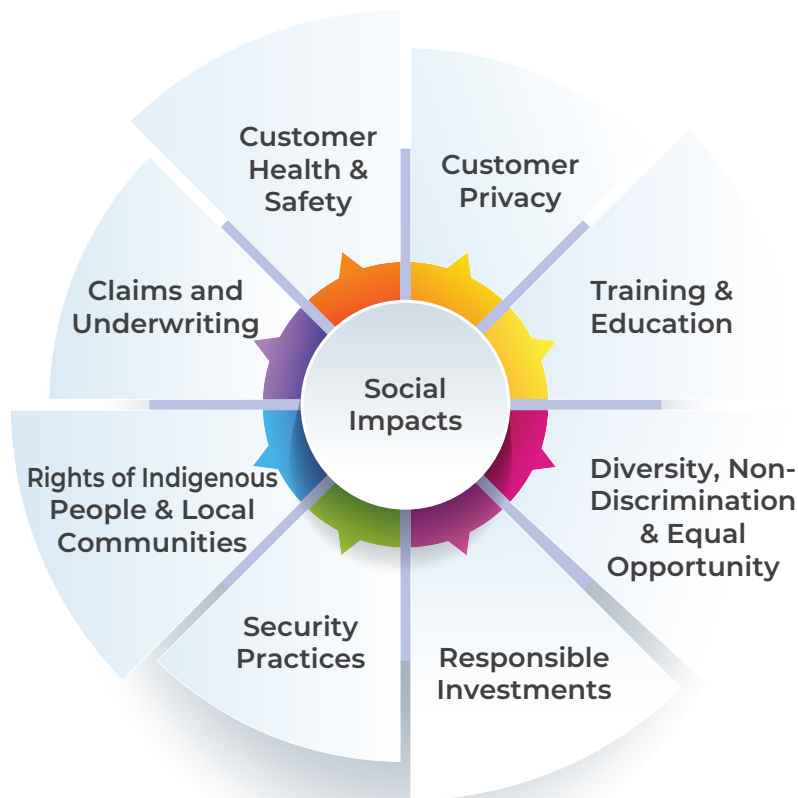 Customer
Health &
Safety
Customer
Privacy
Training &
Education
Diversity, Non-
Discrimination
& Equal
Opportunity
Responsible
Investments
Security
Practices
Rights of Indigenous
People & Local
Communities
Claims and
Underwriting
Social
Impacts